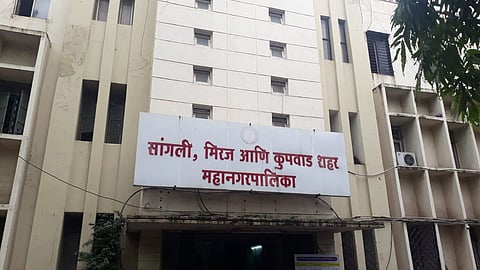 सांगली, मिरज आणि कुपवाड शहर
महानगरपालिका